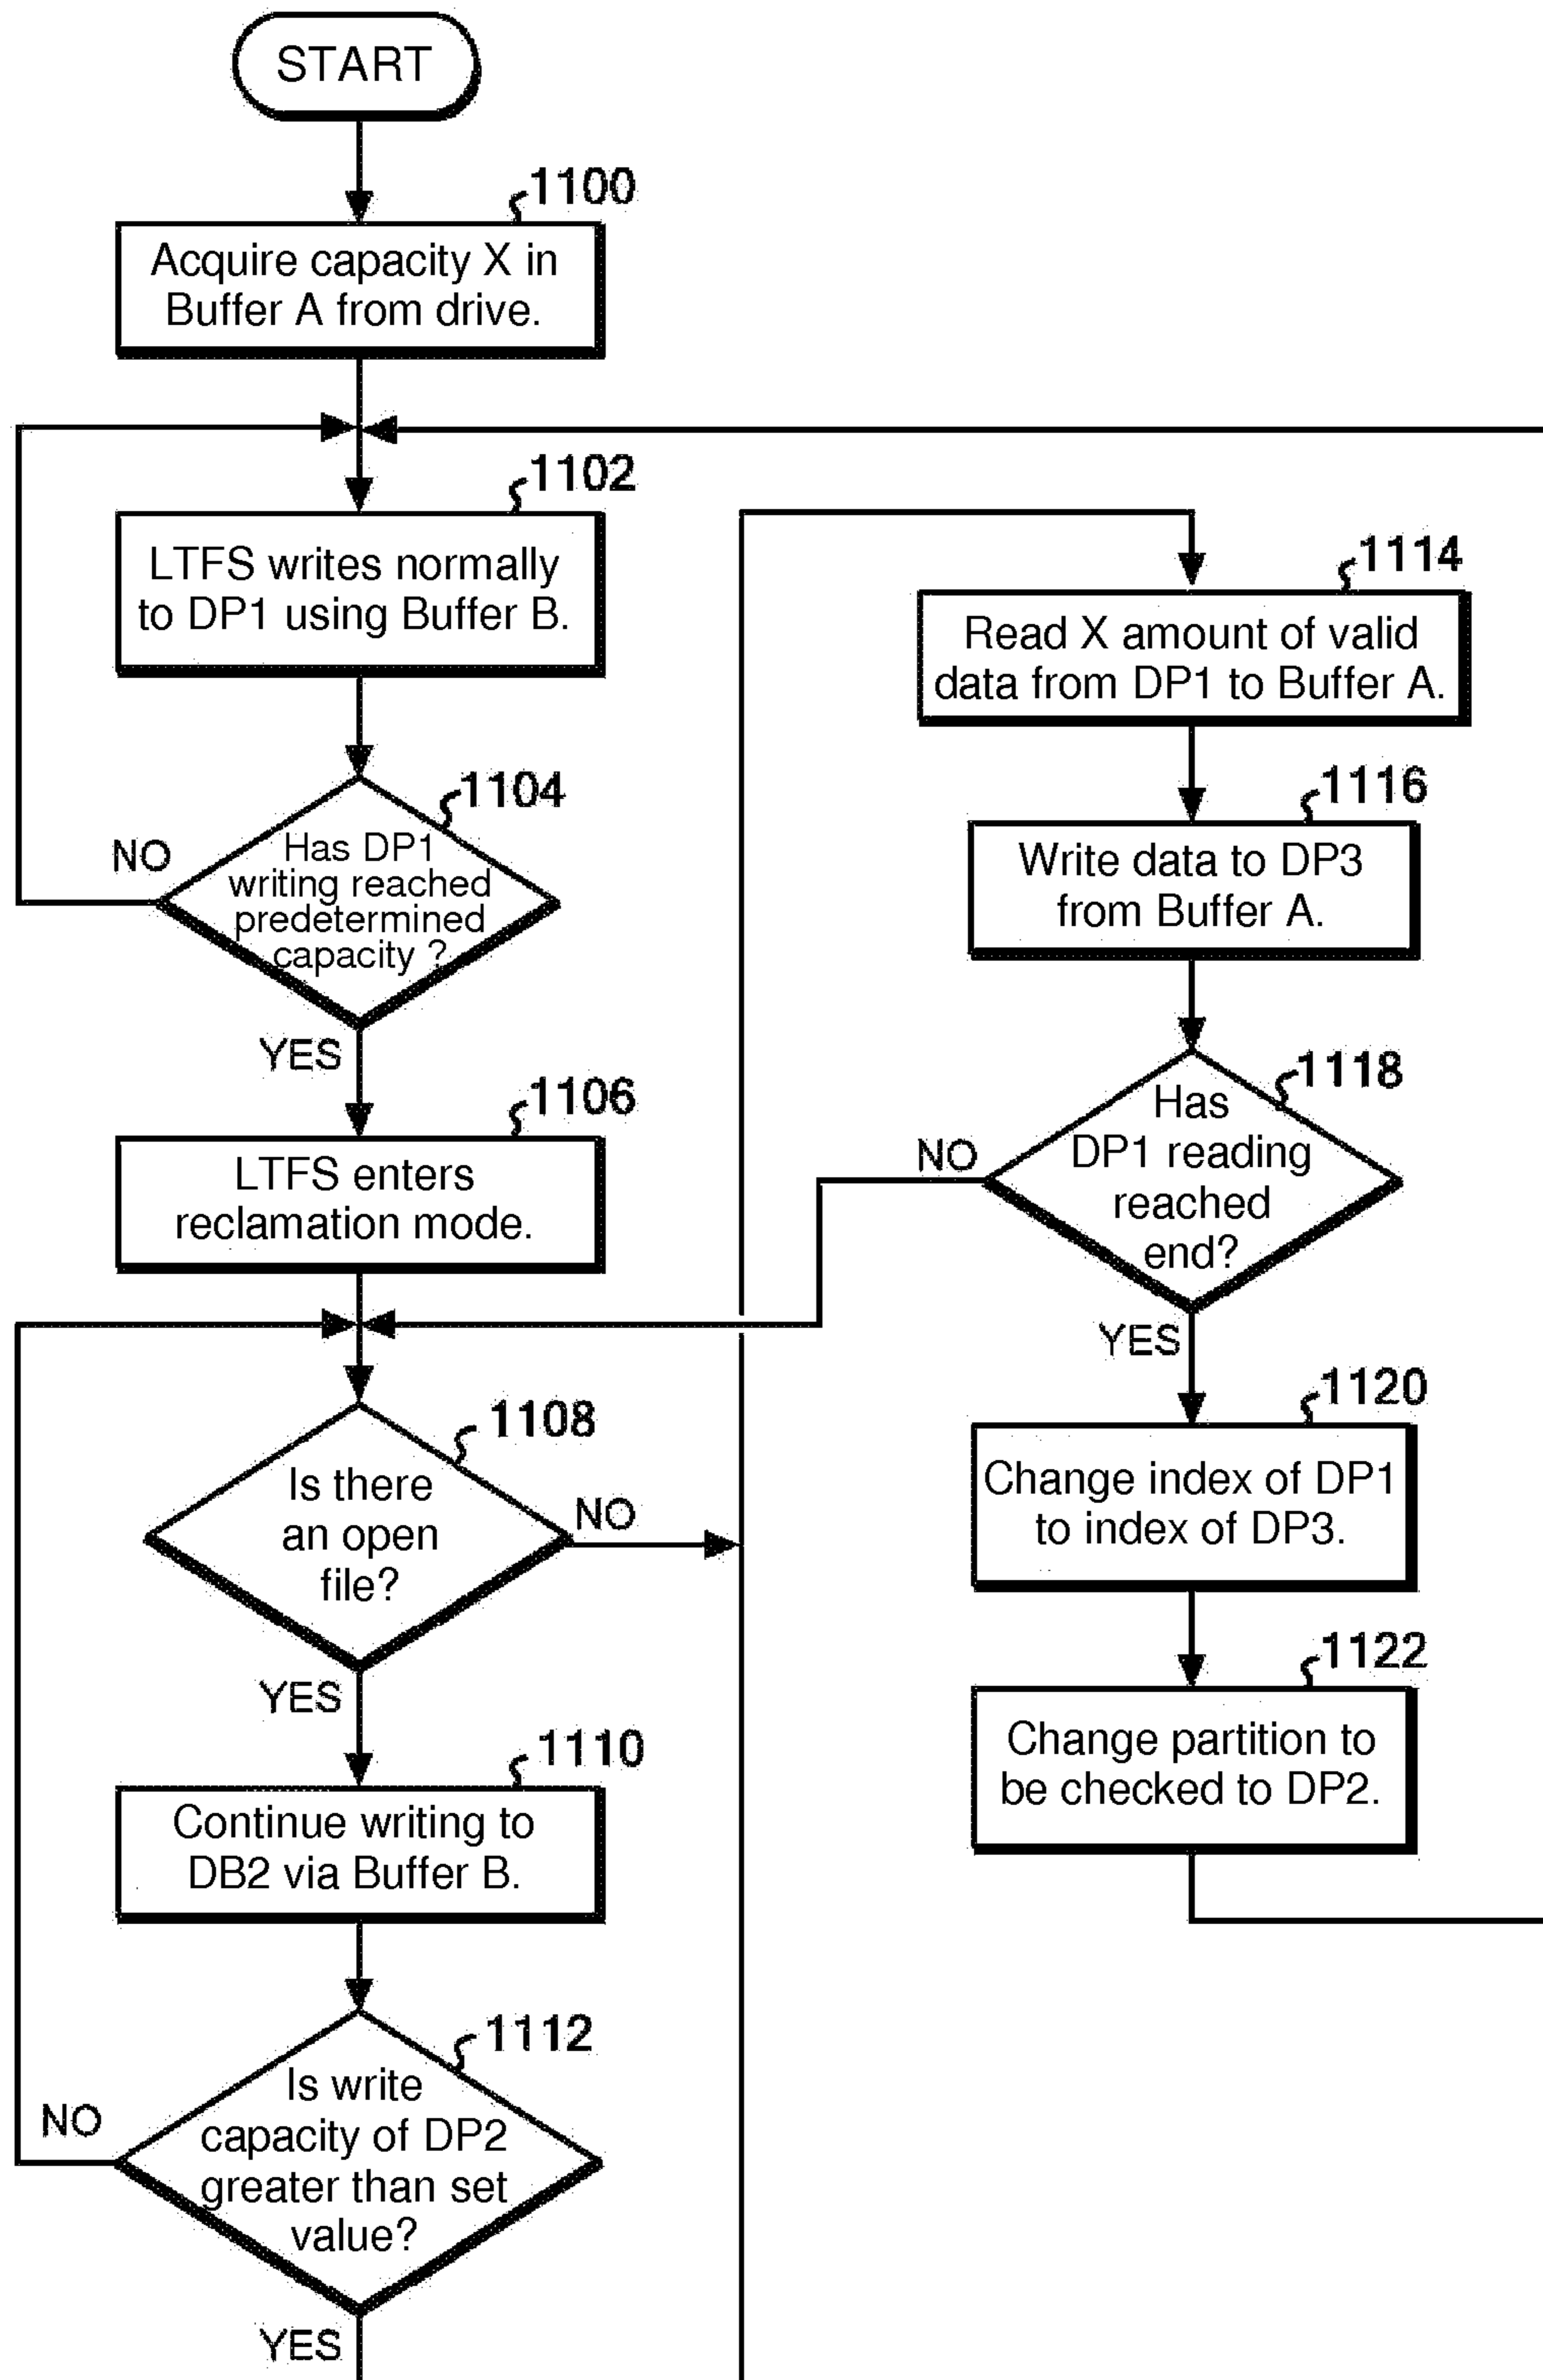 START
1100
Acquire capacity X in
Buffer A from drive.
1102
LTFS writes normally
to DP1 using Buffer B.
1104
NO
Has DP1
writing reached
predetermined
capacity ?
YES
1106
LTFS enters
reclamation mode.
1108
Is there
an open
file?
NO
YES
1110
Continue writing to
DB2 via Buffer B.
1112
NO
Is write
capacity of DP2
greater than set
value?
YES
1114
Read X amount of valid
data from DP1 to Buffer A.
1116
Write data to DP3
from Buffer A.
1118
NO
Has
DP1 reading
reached
end?
YES
1120
Change index of DP1
to index of DP3.
1122
Change partition to
be checked to DP2.